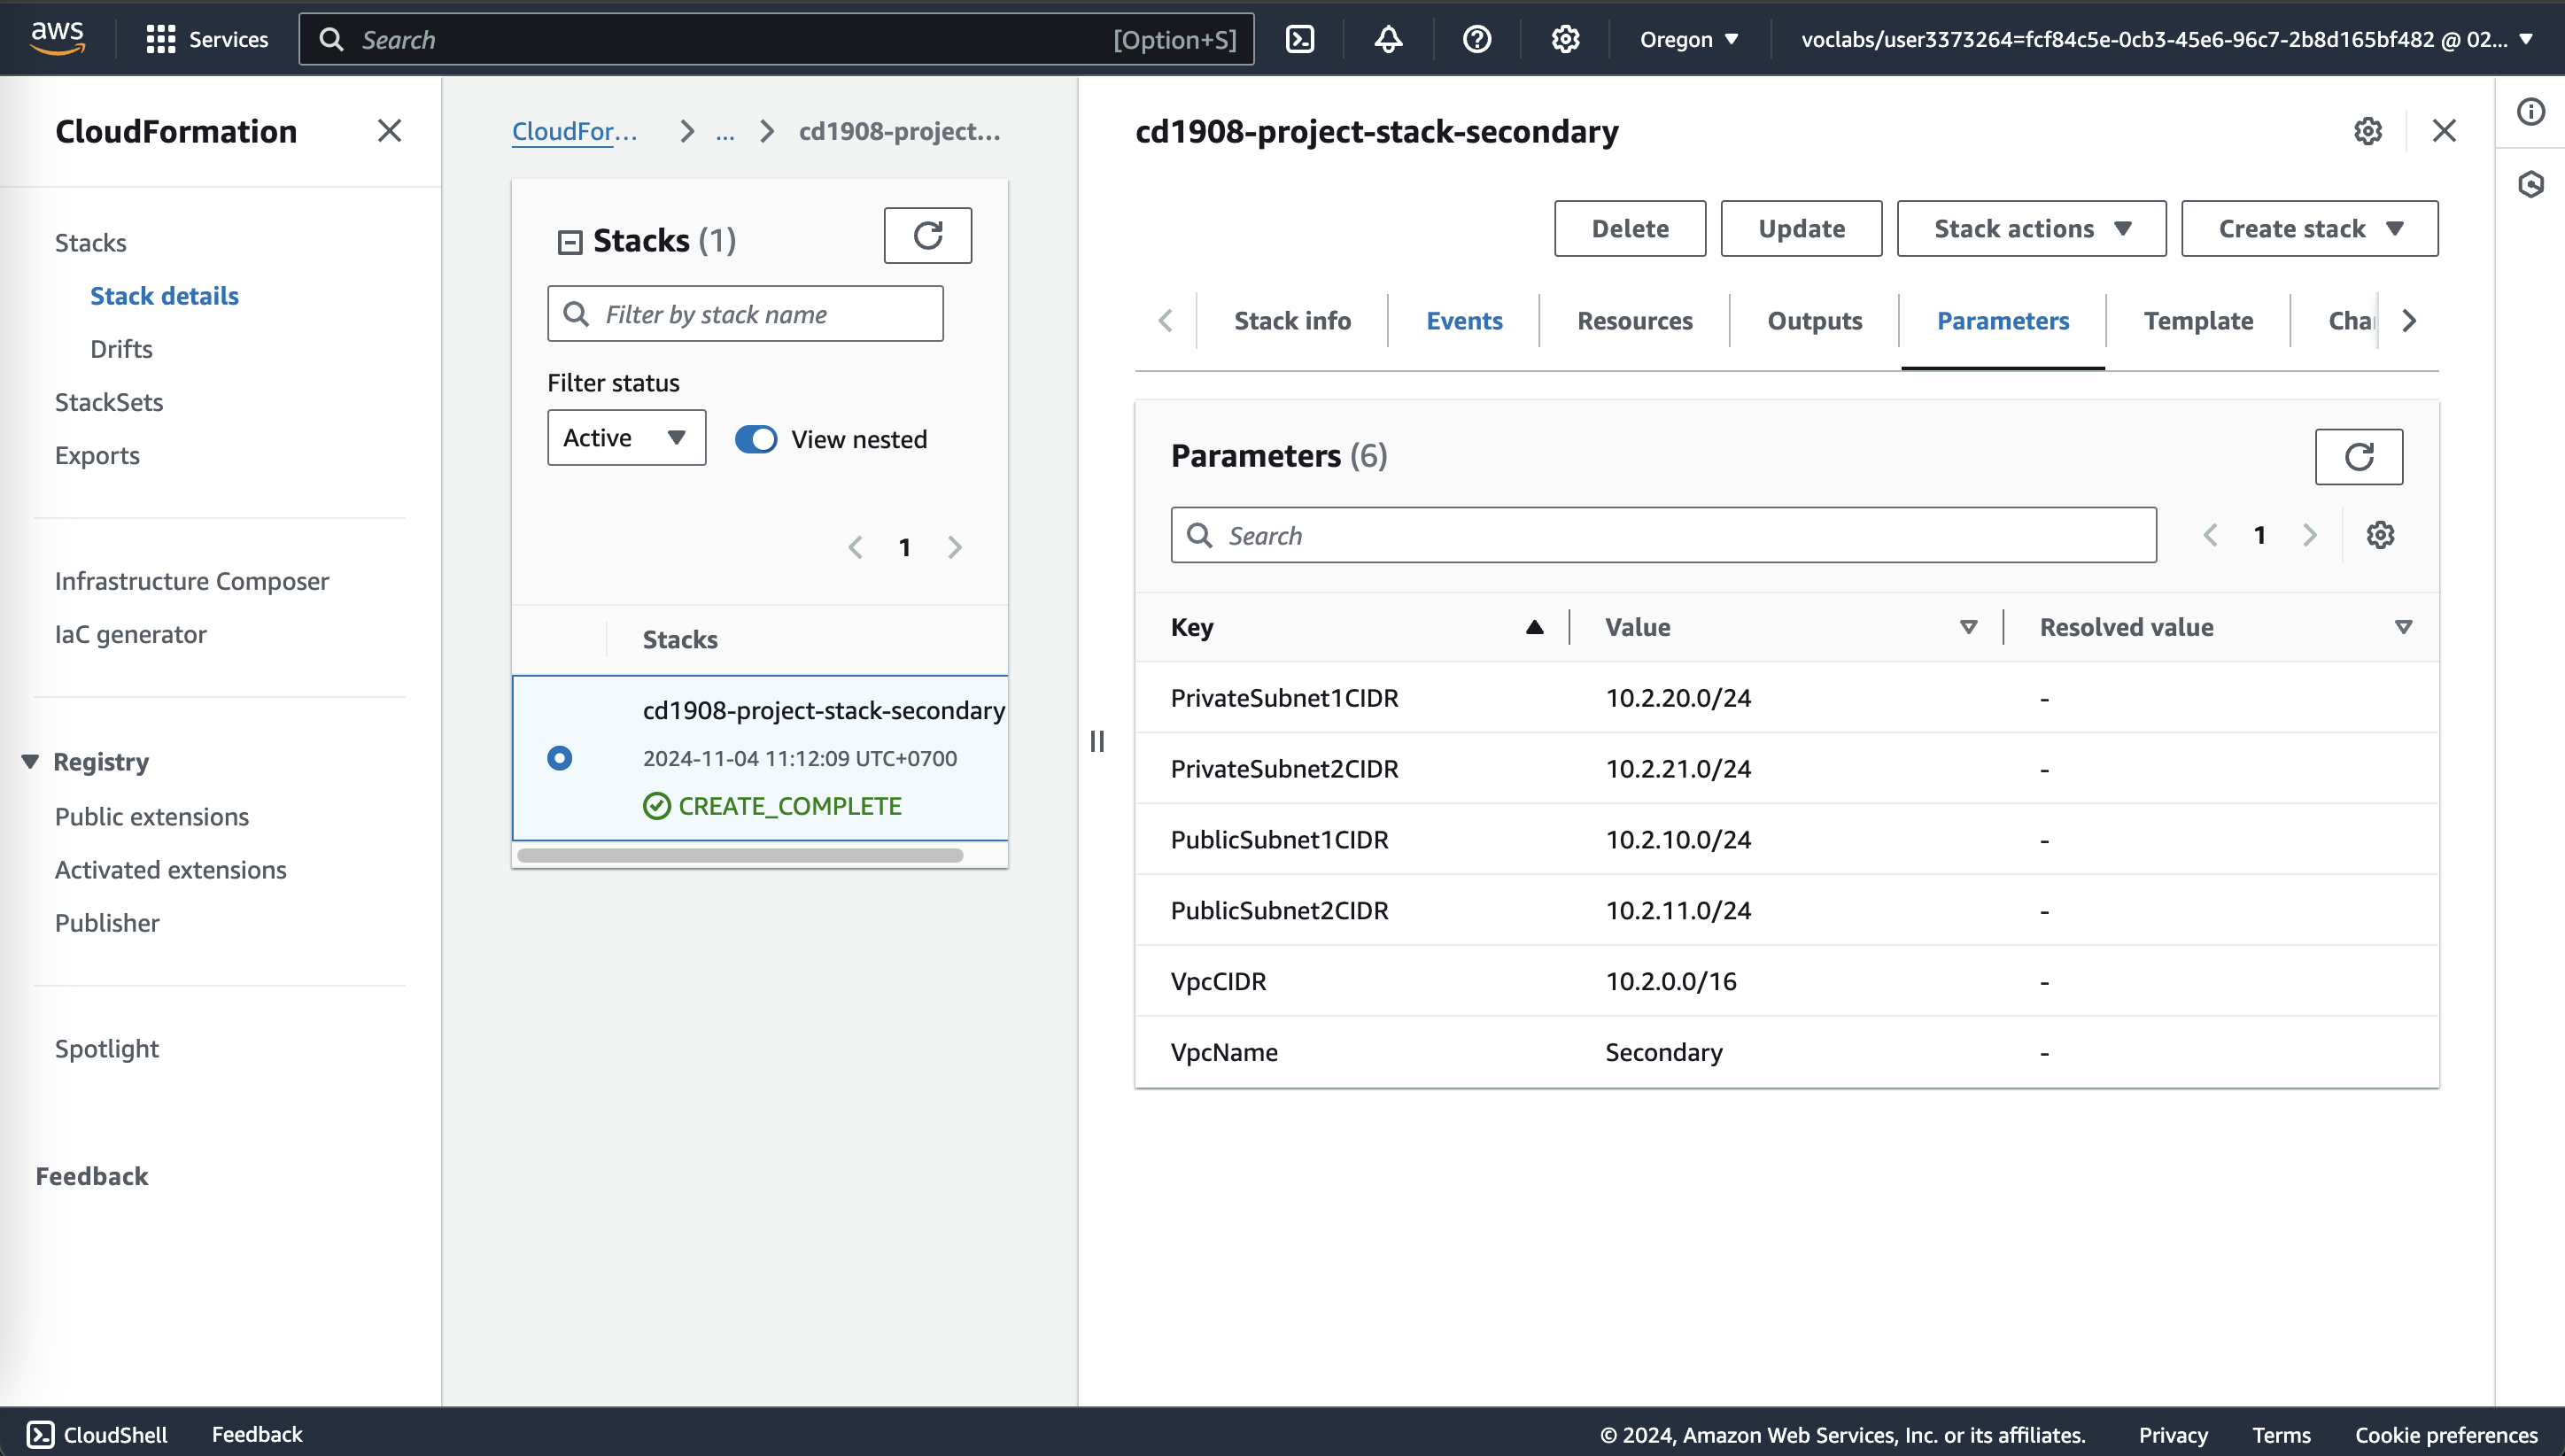 aws
Services
Search
[Option+S]
Oregon
voclabs/user3373264=fcf84c5e-0cb3-45e6-96c7-2b8d165bf482 @ 02...
CloudFormation
Stacks
Stack details
Drifts
StackSets
Exports
Infrastructure Composer
IaC generator
Registry
Public extensions
Activated extensions
Publisher
Spotlight
Feedback
CloudFor...
...
cd1908-project...
Stacks (1)
Filter by stack name
Filter status
Active
View nested
1
Stacks
cd1908-project-stack-secondary
2024-11-04 11:12:09 UTC+0700
CREATE_COMPLETE
cd1908-project-stack-secondary
Delete
Update
Stack actions
Create stack
Stack info
Events
Resources
Outputs
Parameters
Template
Cha
Parameters (6)
Search
1
Key Value Resolved value
PrivateSubnet1CIDR 10.2.20.0/24 -
PrivateSubnet2CIDR 10.2.21.0/24 -
PublicSubnet1CIDR 10.2.10.0/24 -
PublicSubnet2CIDR 10.2.11.0/24 -
VpcCIDR 10.2.0.0/16 -
VpcName Secondary -
CloudShell
Feedback
© 2024, Amazon Web Services, Inc. or its affiliates.
Privacy
Terms
Cookie preferences